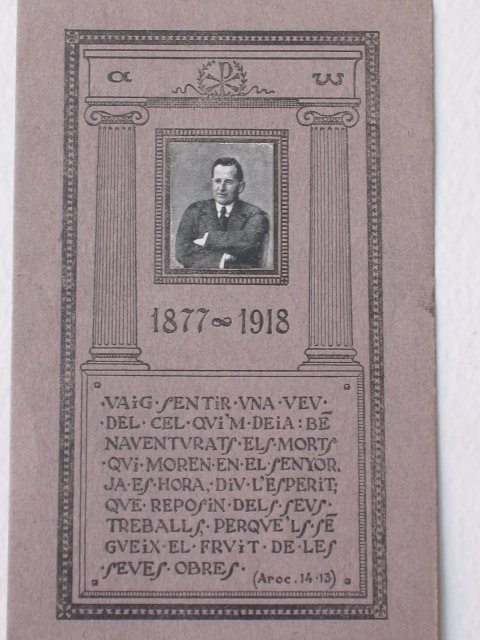 α ω
1877 ∞ 1918
·VAiG·SENTiR·VNA·VEV·
DEL·CEL·QVi'M·DEiA: BĒ
NAVENTVRATS·ELS·MORTS
·QVi·MOREN·EN·EL·SENYOR.
JA·ES·HORA, DiV·L'ESPERiT;
QVE REPOSiN·DELS·SEVS·
TREBALLS·PERQVE'LS·SĒ
GVEiX·EL·FRViT·DE·LES
·SEVES·OBRES·
(Apoc. 14·13)